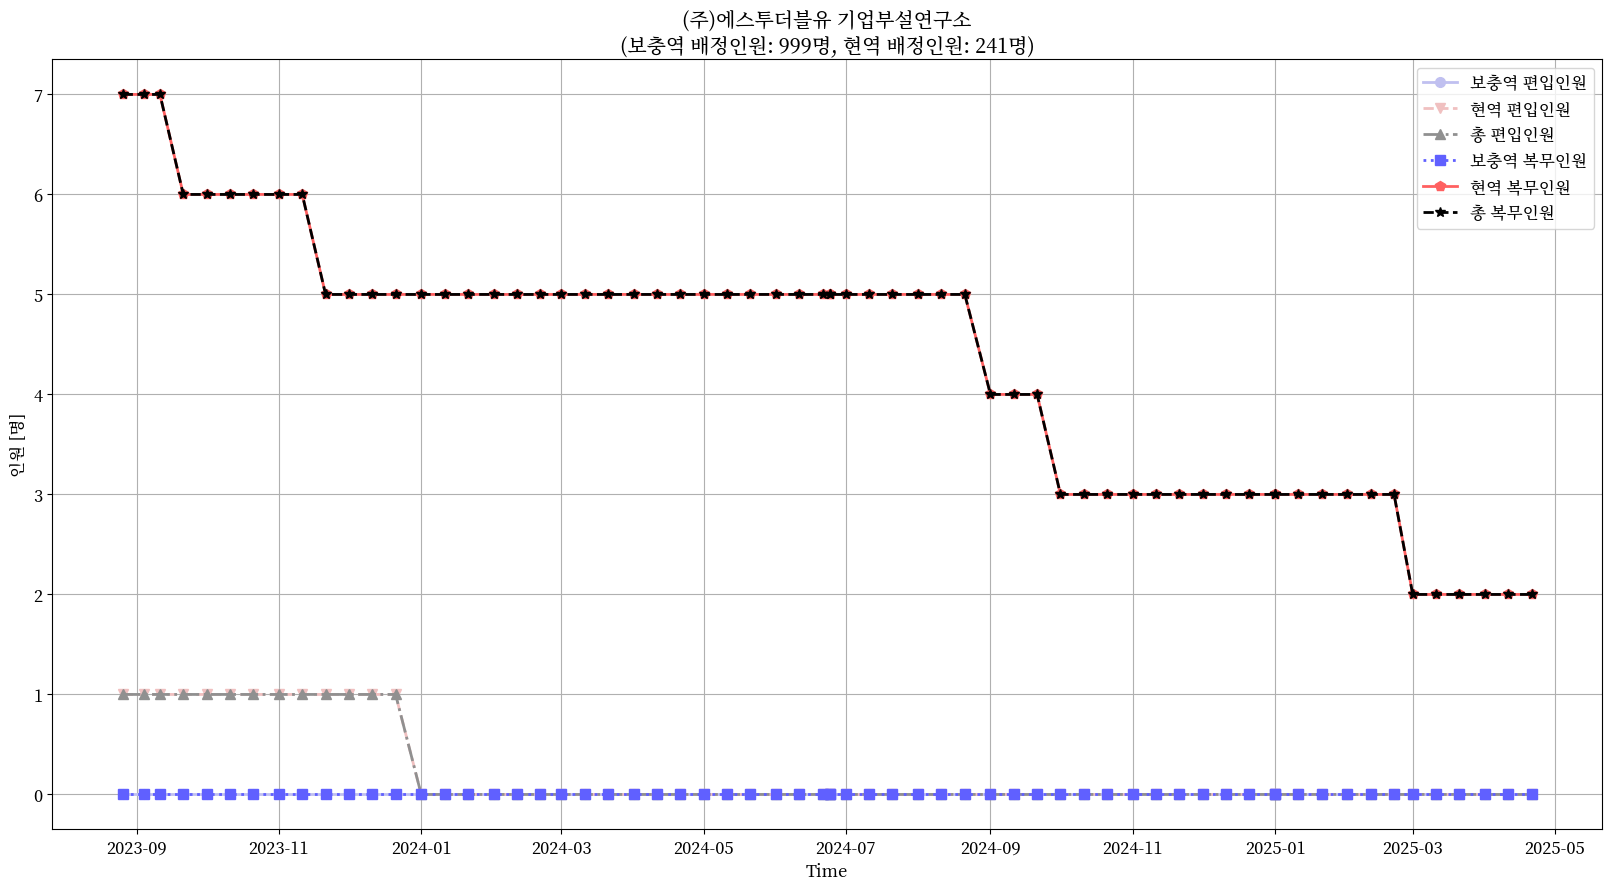 (주)에스투더블유 기업부설연구소
(보충역 배정인원: 999명, 현역 배정인원: 241명)
보충역 편입인원
현역 편입인원
총 편입인원
보충역 복무인원
현역 복무인원
총 복무인원
인원 [명]
7
6
5
4
3
2
1
0
2023-09
2023-11
2024-01
2024-03
2024-05
2024-07
2024-09
2024-11
2025-01
2025-03
2025-05
Time